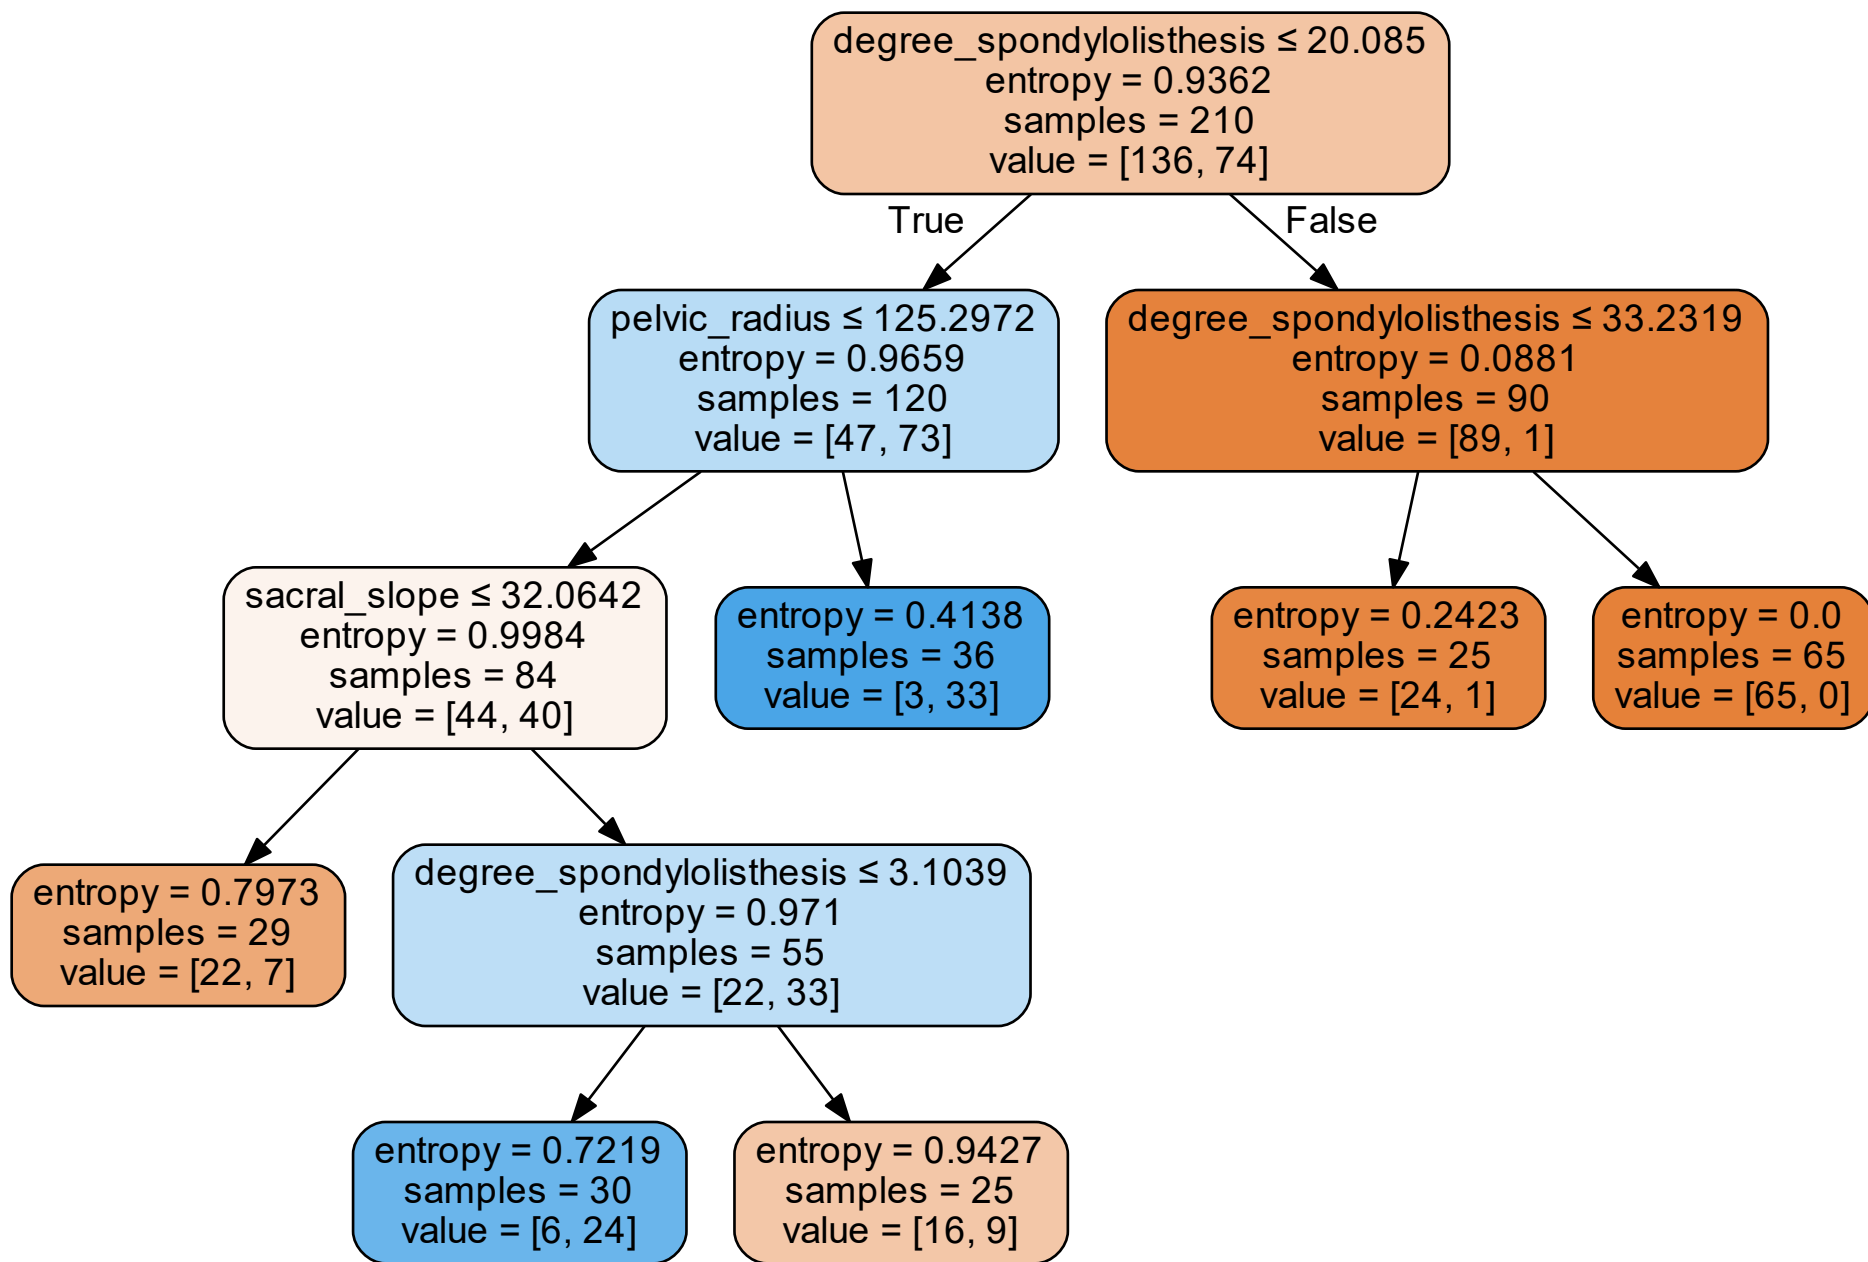 degree_spondylolisthesis ≤ 20.085
entropy = 0.9362
samples = 210
value = [136, 74]
True
False
pelvic_radius ≤ 125.2972
entropy = 0.9659
samples = 120
value = [47, 73]
degree_spondylolisthesis ≤ 33.2319
entropy = 0.0881
samples = 90
value = [89, 1]
sacral_slope ≤ 32.0642
entropy = 0.9984
samples = 84
value = [44, 40]
entropy = 0.4138
samples = 36
value = [3, 33]
entropy = 0.2423
samples = 25
value = [24, 1]
entropy = 0.0
samples = 65
value = [65, 0]
entropy = 0.7973
samples = 29
value = [22, 7]
degree_spondylolisthesis ≤ 3.1039
entropy = 0.971
samples = 55
value = [22, 33]
entropy = 0.7219
samples = 30
value = [6, 24]
entropy = 0.9427
samples = 25
value = [16, 9]